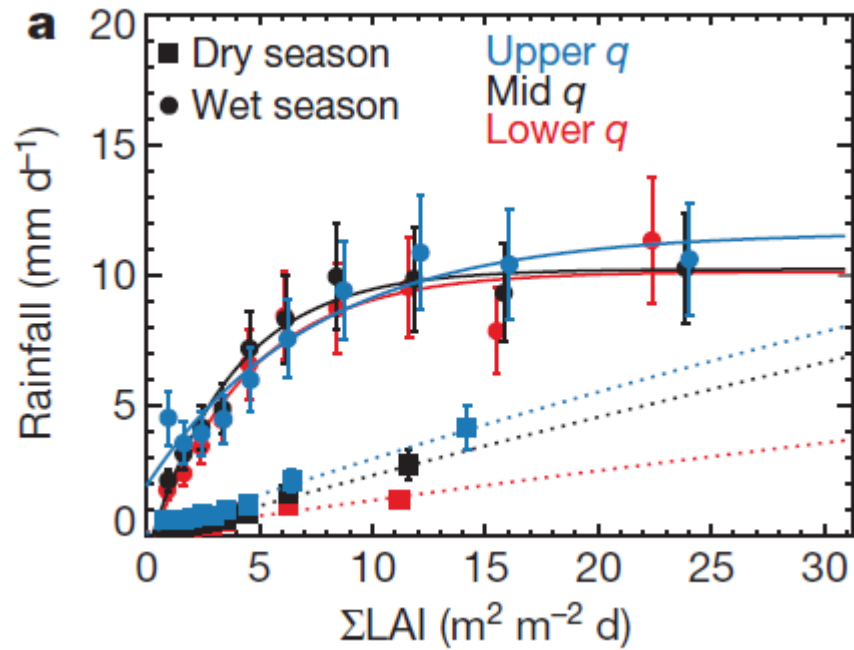 a
20
15
10
5
0
Rainfall (mm d⁻¹)
■ Dry season
● Wet season
Upper q
Mid q
Lower q
0 5 10 15 20 25 30
ΣLAI (m² m⁻² d)